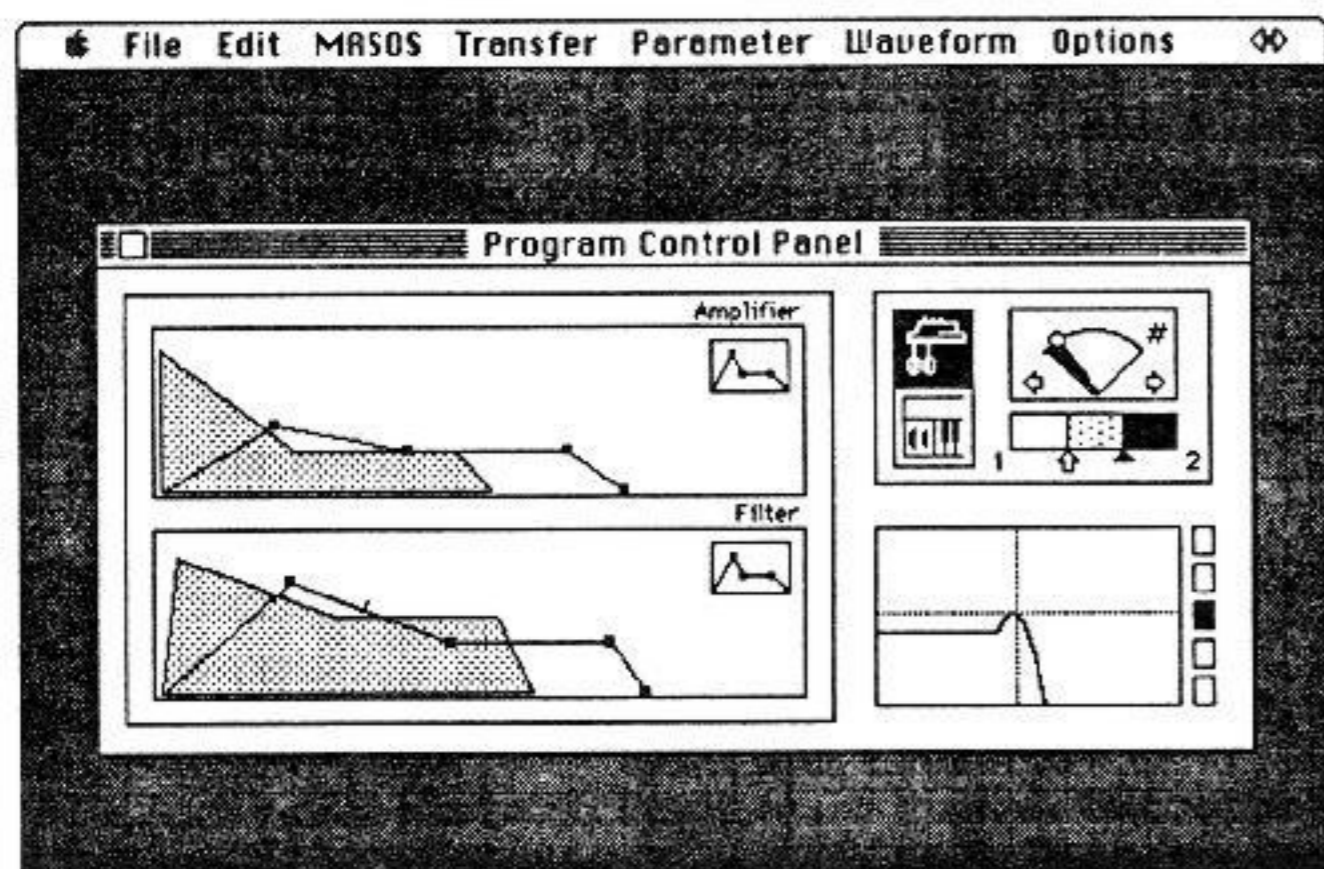 File Edit MASOS Transfer Parameter Waveform Options
Program Control Panel
Amplifier
#
1 2
Filter